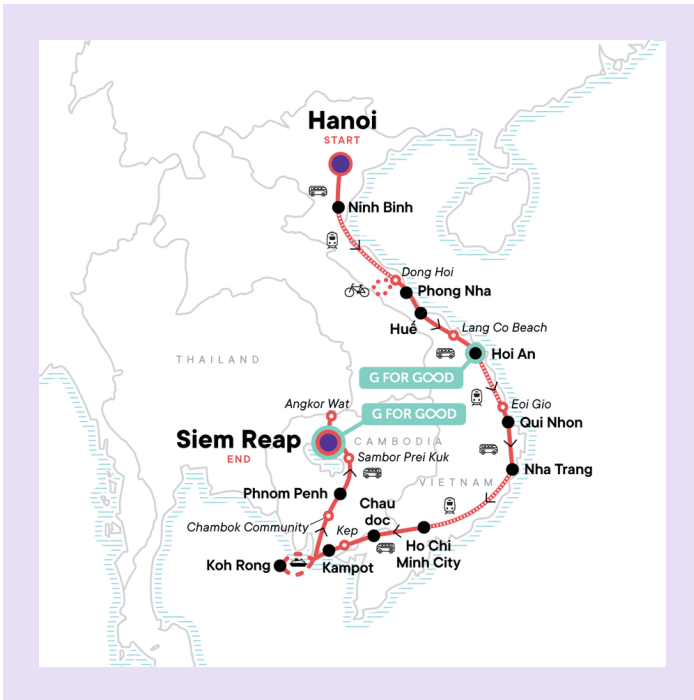 Hanoi
START
Ninh Binh
Dong Hoi
Phong Nha
Huế
Lang Co Beach
Hoi An
THAILAND
G FOR GOOD
Angkor Wat
G FOR GOOD
Eoi Gio
Qui Nhon
Siem Reap
END
CAMBODIA
Sambor Prei Kuk
Nha Trang
VIETNAM
Phnom Penh
Chau
doc
Chambok Community
Kep
Ho Chi
Minh City
Koh Rong
Kampot